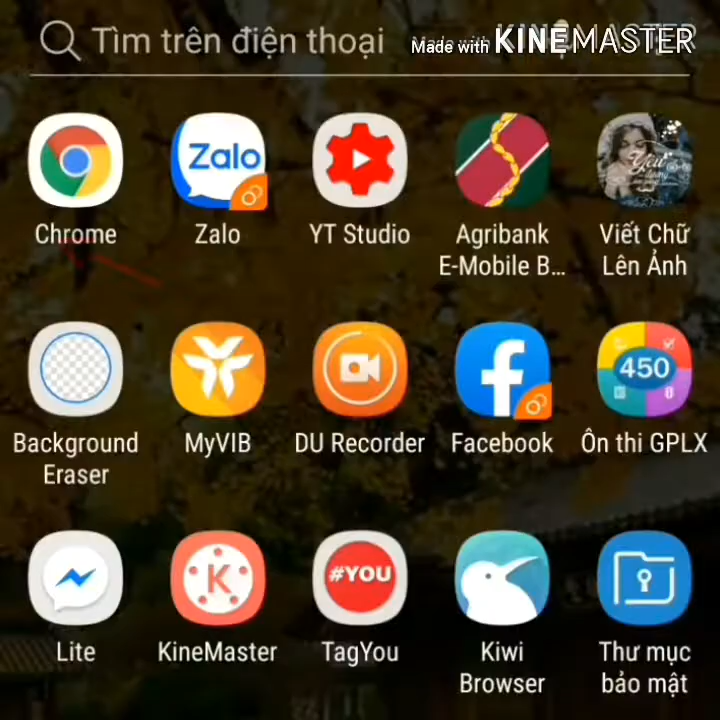 Tìm trên điện thoại
Made with KINEMASTER
Chrome
Zalo
Zalo
YT Studio
Agribank
E-Mobile B...
Yêu
Viết Chữ
Lên Ảnh
Background
Eraser
MyVIB
DU Recorder
Facebook
450
Ôn thi GPLX
Lite
K
KineMaster
#YOU
TagYou
Kiwi
Browser
Thư mục
bảo mật